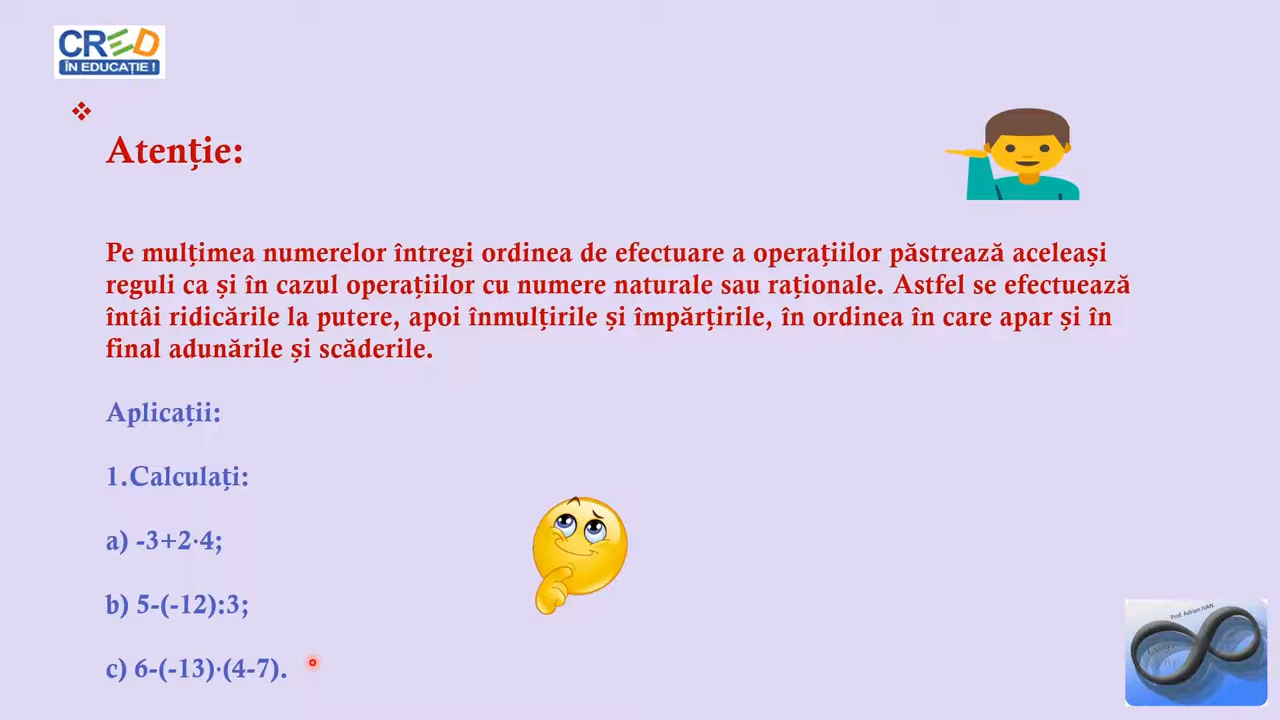 CRED
ÎN EDUCAȚIE !
Atenție:
Pe mulțimea numerelor întregi ordinea de efectuare a operațiilor păstrează aceleași
reguli ca și în cazul operațiilor cu numere naturale sau raționale. Astfel se efectuează
întâi ridicările la putere, apoi înmulțirile și împărțirile, în ordinea în care apar și în
final adunările și scăderile.
Aplicații:
1.Calculați:
a) -3+2·4;
b) 5-(-12):3;
c) 6-(-13)·(4-7).
Prof. Adrian IVAN